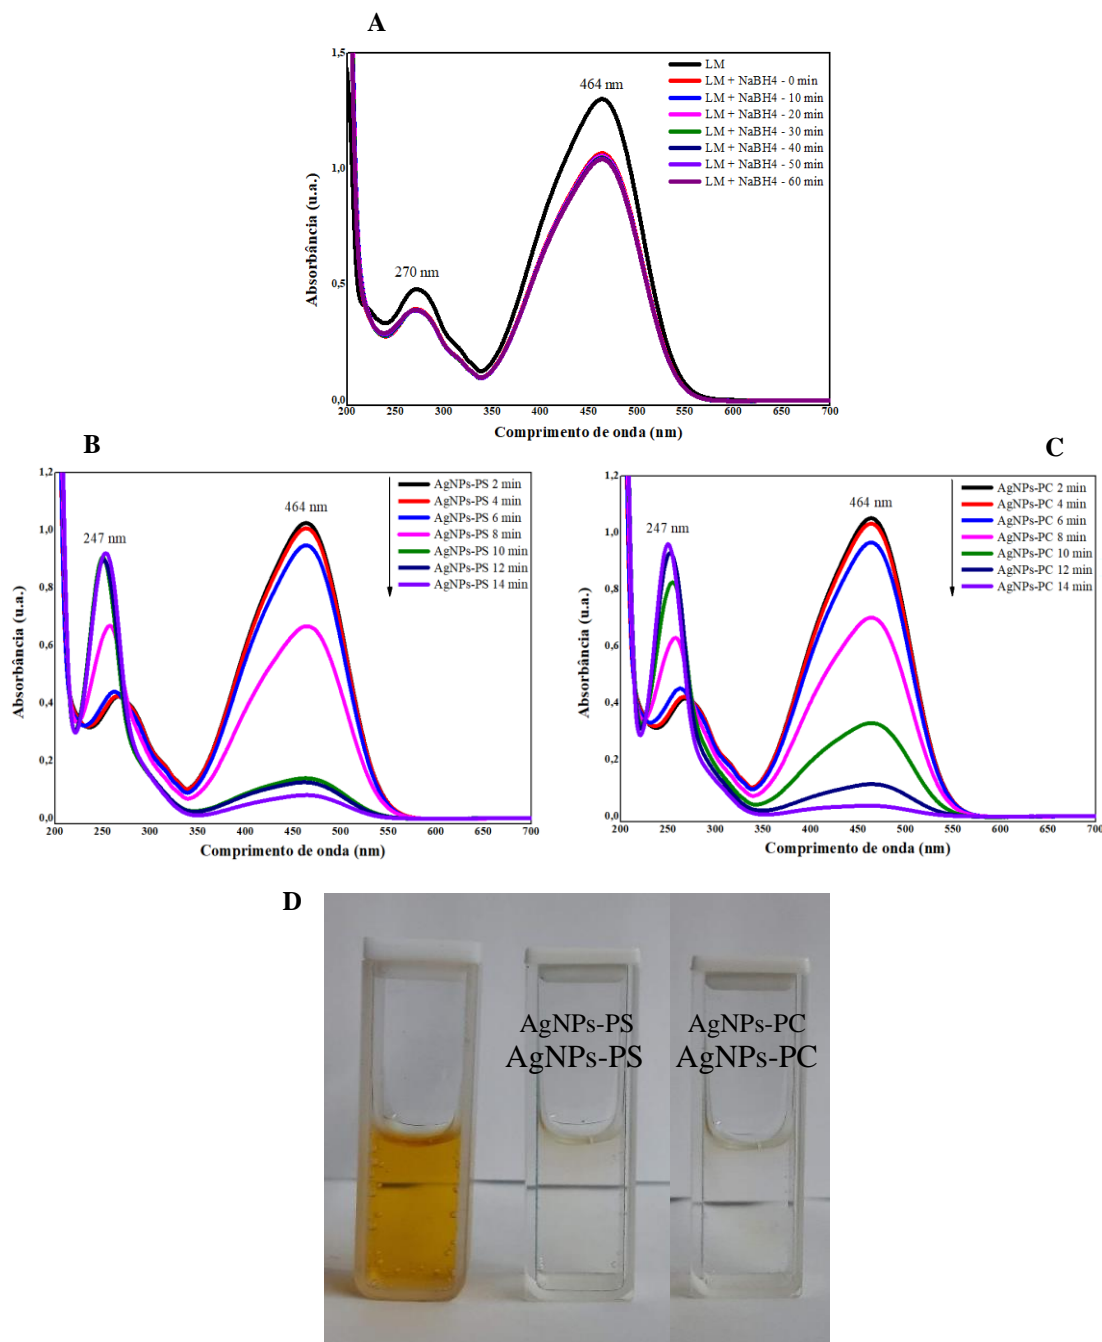 A
1,5
1,0
0,5
0,0
Absorbância (u.a.)
464 nm
270 nm
LM
LM + NaBH4 - 0 min
LM + NaBH4 - 10 min
LM + NaBH4 - 20 min
LM + NaBH4 - 30 min
LM + NaBH4 - 40 min
LM + NaBH4 - 50 min
LM + NaBH4 - 60 min
200 250 300 350 400 450 500 550 600 650 700
Comprimento de onda (nm)
B
1,2
1,0
0,8
0,6
0,4
0,2
0,0
Absorbância (u.a.)
247 nm
464 nm
AgNPs-PS 2 min
AgNPs-PS 4 min
AgNPs-PS 6 min
AgNPs-PS 8 min
AgNPs-PS 10 min
AgNPs-PS 12 min
AgNPs-PS 14 min
200 250 300 350 400 450 500 550 600 650 700
Comprimento de onda (nm)
C
1,2
1,0
0,8
0,6
0,4
0,2
0,0
Absorbância (u.a.)
247 nm
464 nm
AgNPs-PC 2 min
AgNPs-PC 4 min
AgNPs-PC 6 min
AgNPs-PC 8 min
AgNPs-PC 10 min
AgNPs-PC 12 min
AgNPs-PC 14 min
200 250 300 350 400 450 500 550 600 650 700
Comprimento de onda (nm)
D
AgNPs-PS
AgNPs-PS
AgNPs-PC
AgNPs-PC